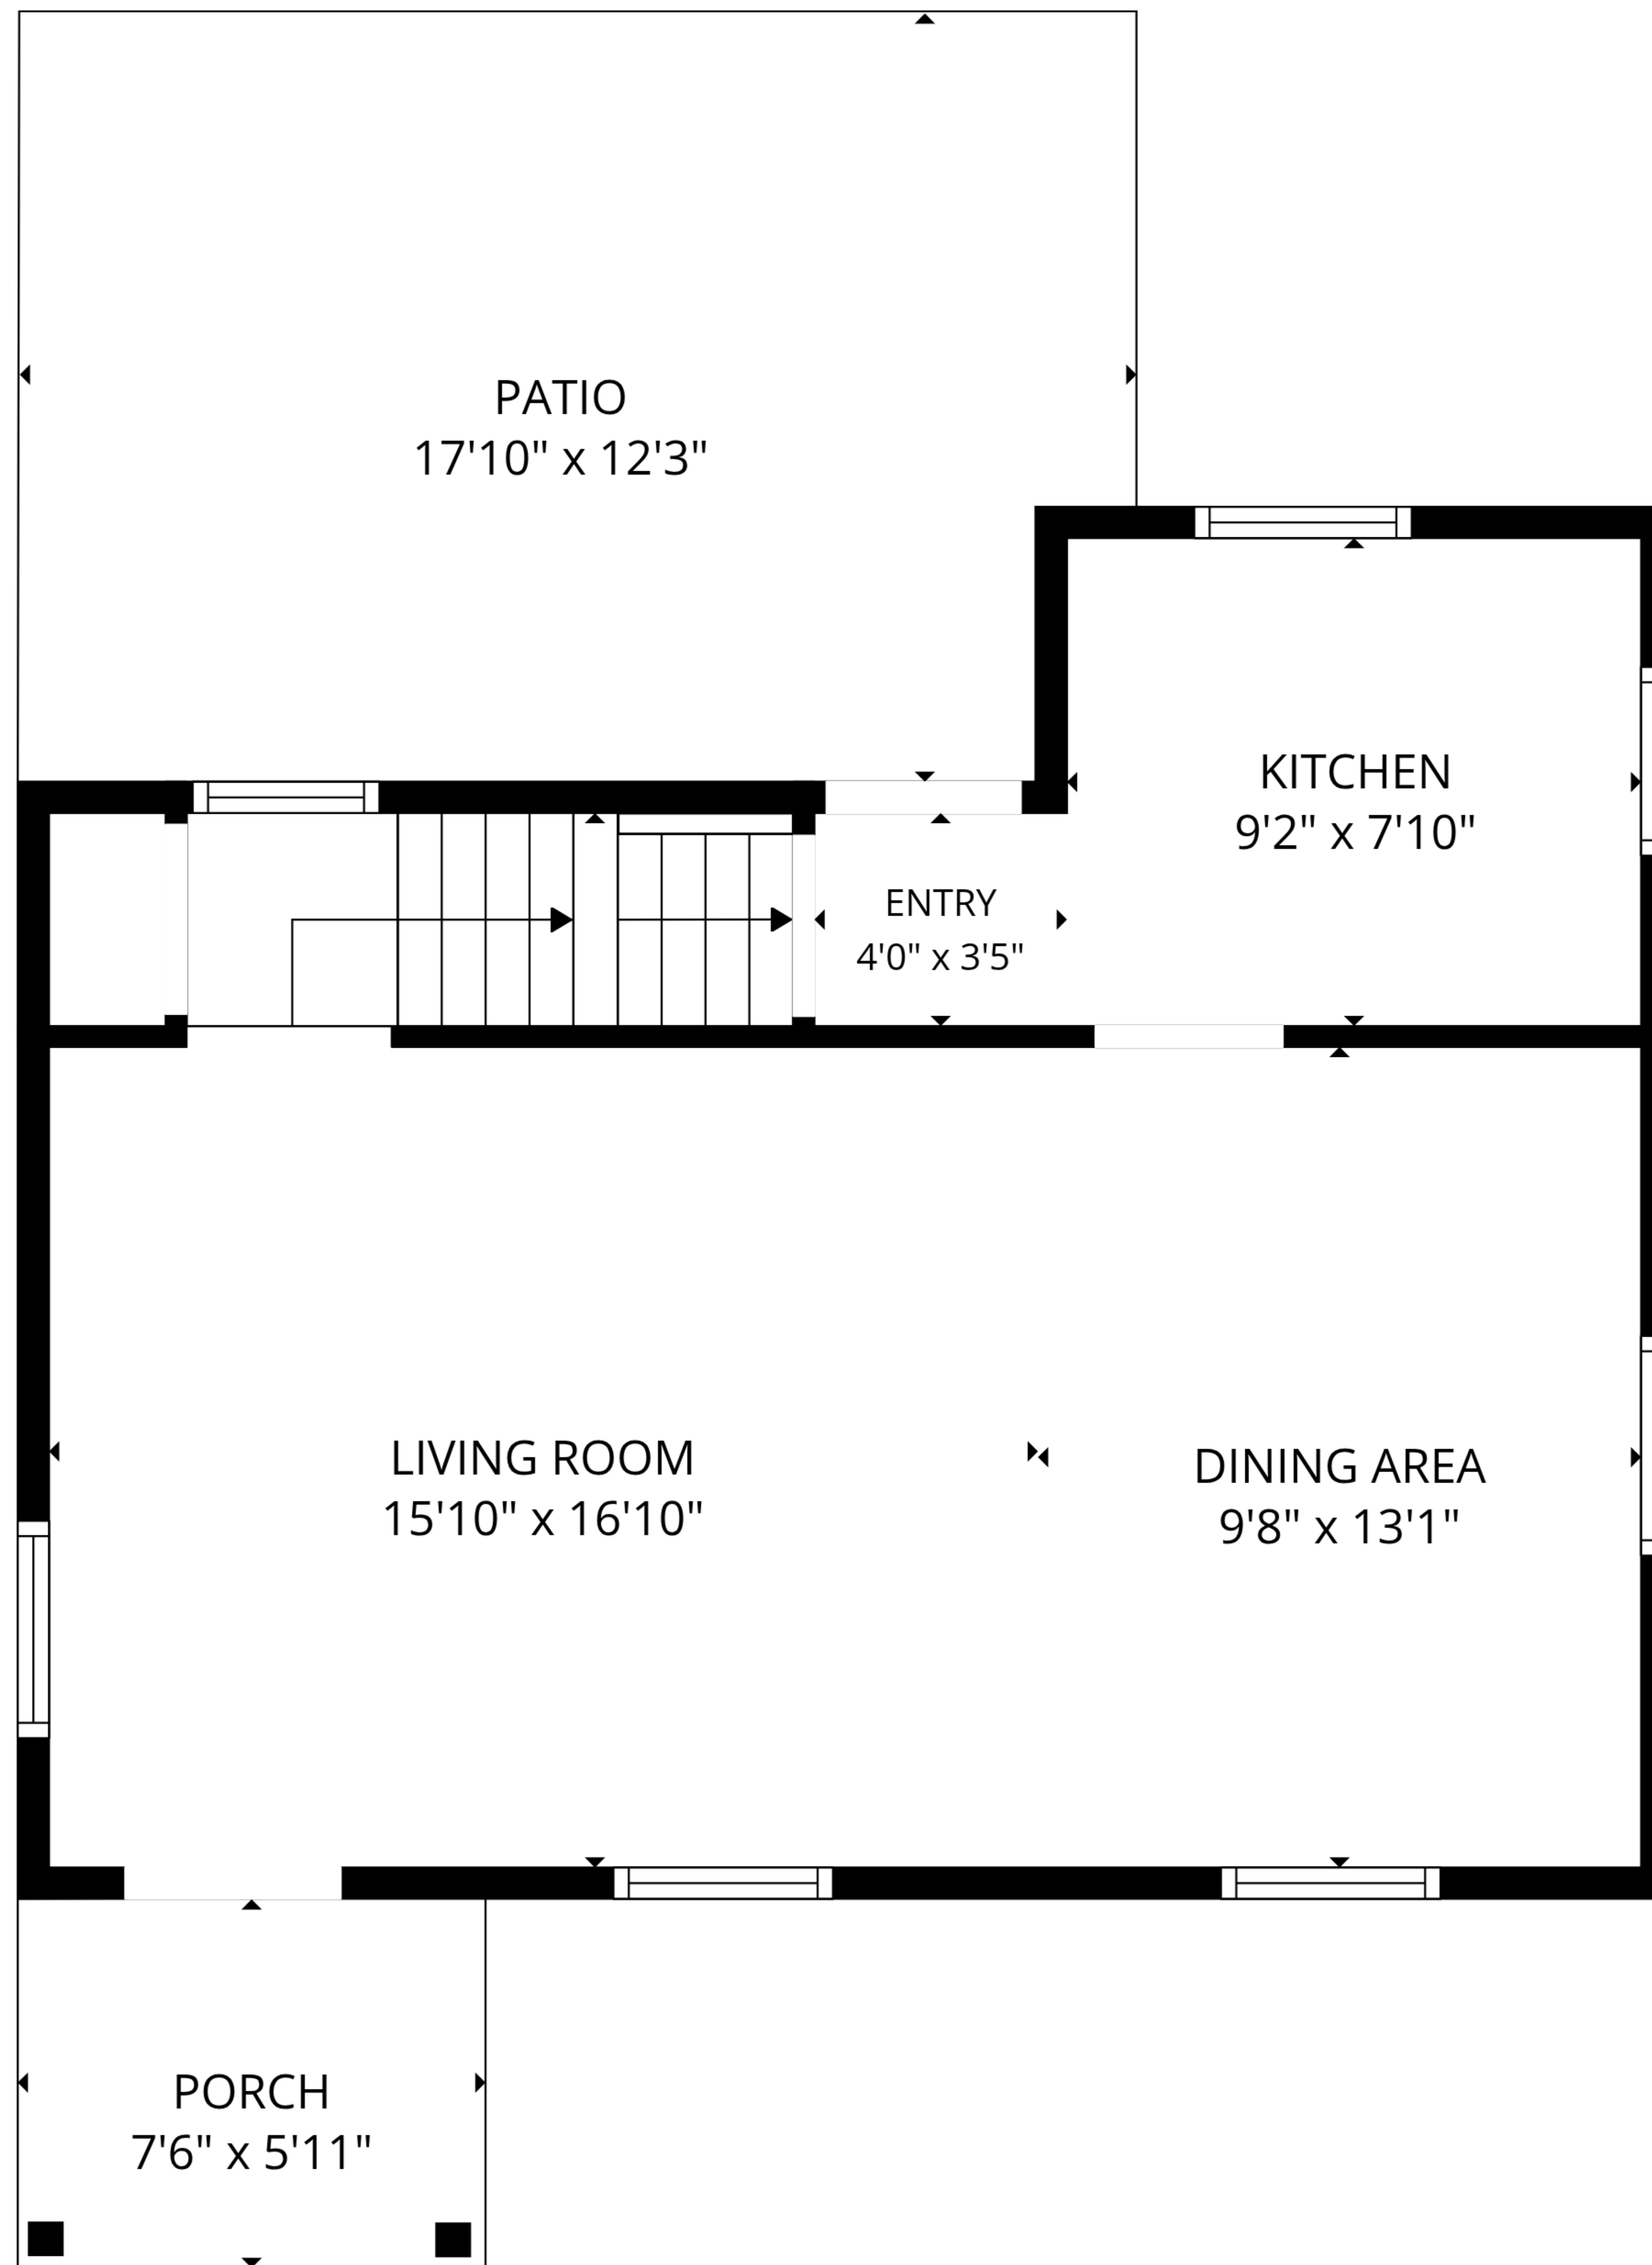 PATIO
17'10" x 12'3"
KITCHEN
9'2" x 7'10"
ENTRY
4'0" x 3'5"
LIVING ROOM
15'10" x 16'10"
DINING AREA
9'8" x 13'1"
PORCH
7'6" x 5'11"